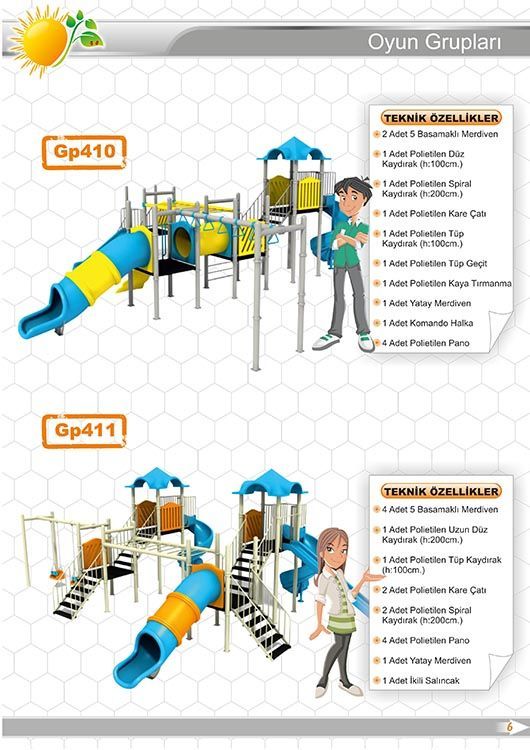 Oyun Grupları
Gp410
TEKNİK ÖZELLİKLER
2 Adet 5 Basamaklı Merdiven
1 Adet Polietilen Düz
Kaydırak (h:100cm.)
1 Adet Polietilen Spiral
Kaydırak (h:200cm.)
1 Adet Polietilen Kare Çatı
1 Adet Polietilen Tüp
Kaydırak (h:100cm.)
1 Adet Polietilen Tüp Geçit
1 Adet Polietilen Kaya Tırmanma
1 Adet Yatay Merdiven
1 Adet Komando Halka
4 Adet Polietilen Pano
Gp411
TEKNİK ÖZELLİKLER
4 Adet 5 Basamaklı Merdiven
1 Adet Polietilen Uzun Düz
Kaydırak (h:200cm.)
1 Adet Polietilen Tüp Kaydırak
(h:100cm.)
2 Adet Polietilen Kare Çatı
2 Adet Polietilen Spiral
Kaydırak (h:200cm.)
4 Adet Polietilen Pano
1 Adet Yatay Merdiven
1 Adet İkili Salıncak
6